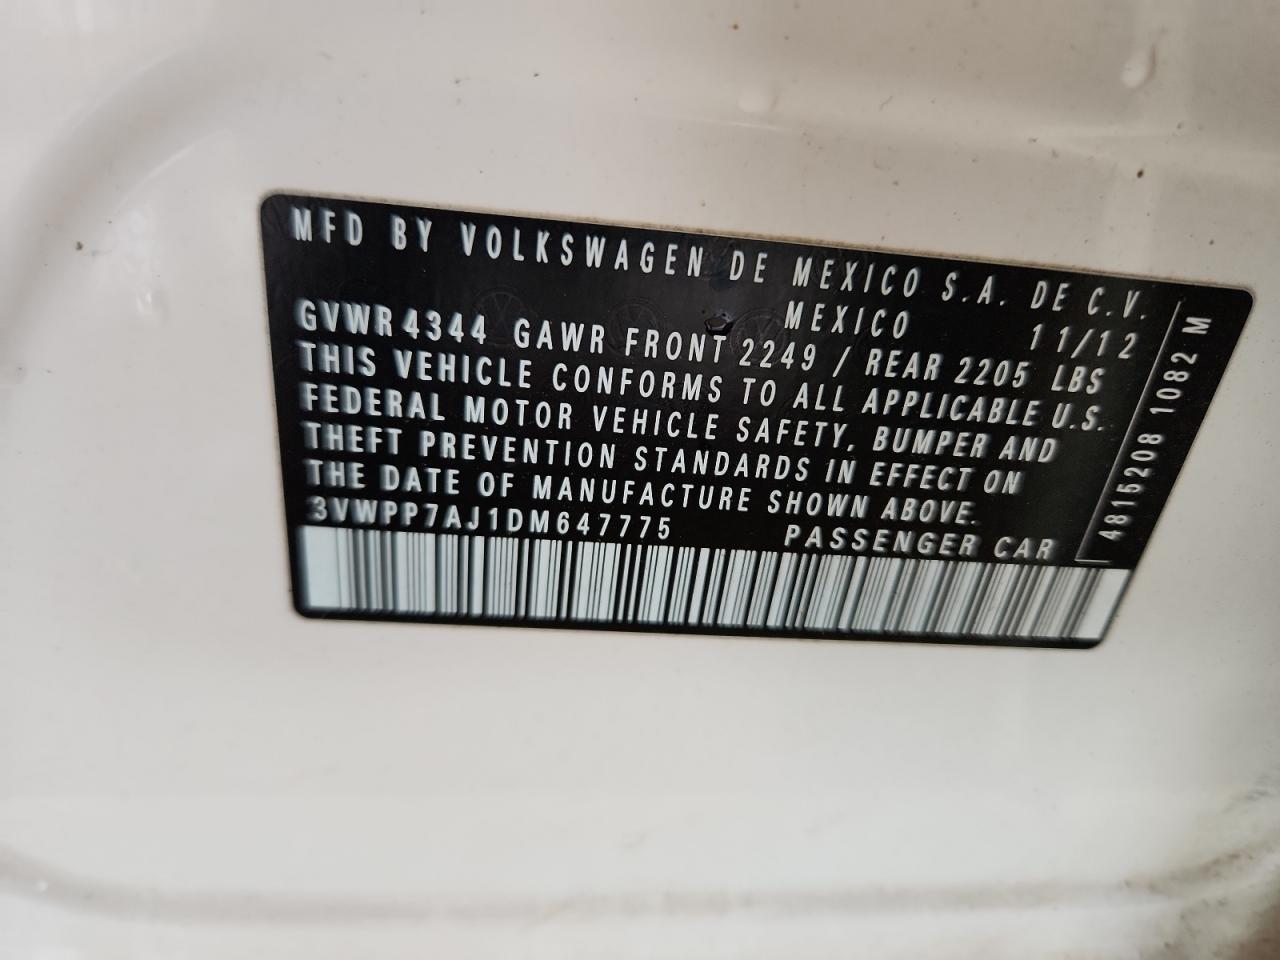 MFD BY VOLKSWAGEN DE MEXICO S.A. DE C.V.
MEXICO 11/12
GVWR 4344 GAWR FRONT 2249 / REAR 2205 LBS
THIS VEHICLE CONFORMS TO ALL APPLICABLE U.S.
FEDERAL MOTOR VEHICLE SAFETY, BUMPER AND
THEFT PREVENTION STANDARDS IN EFFECT ON
THE DATE OF MANUFACTURE SHOWN ABOVE.
3VWPP7AJ1DM647775 PASSENGER CAR
4815208 1082 M